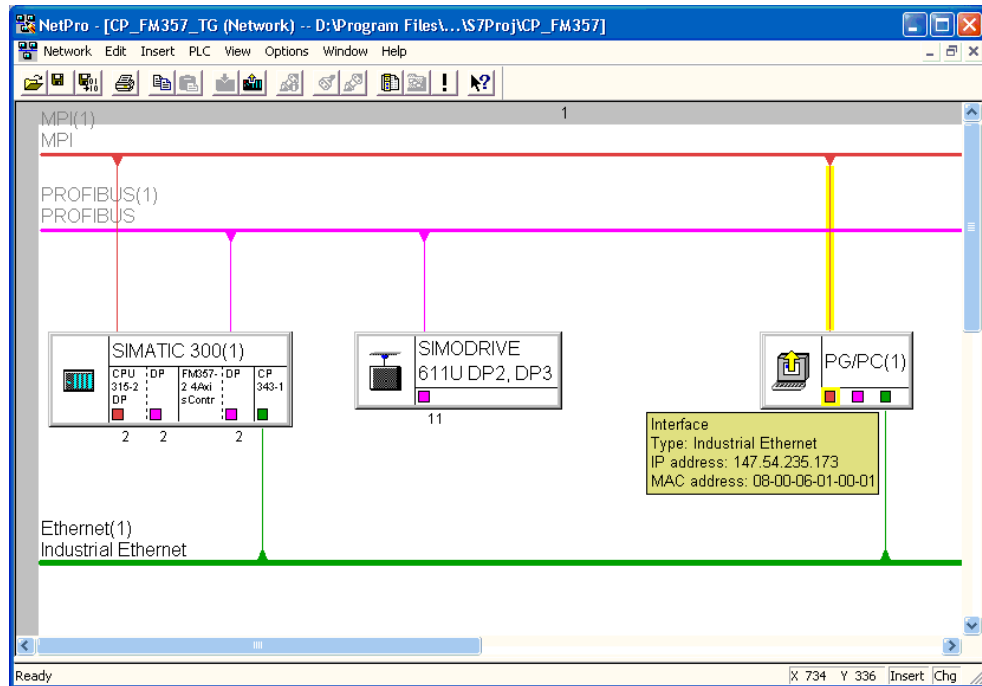 NetPro - [CP_FM357_TG (Network) -- D:\Program Files\...\S7Proj\CP_FM357]
Network Edit Insert PLC View Options Window Help
1
MPI(1)
MPI
PROFIBUS(1)
PROFIBUS
SIMATIC 300(1)
CPU 315-2 DP
DP
FM357-2 4Axi sContr
DP
CP 343-1
2 2 2
SIMODRIVE
611U DP2, DP3
11
PG/PC(1)
Interface
Type: Industrial Ethernet
IP address: 147.54.235.173
MAC address: 08-00-06-01-00-01
Ethernet(1)
Industrial Ethernet
Ready
X 734 Y 336 Insert Chg